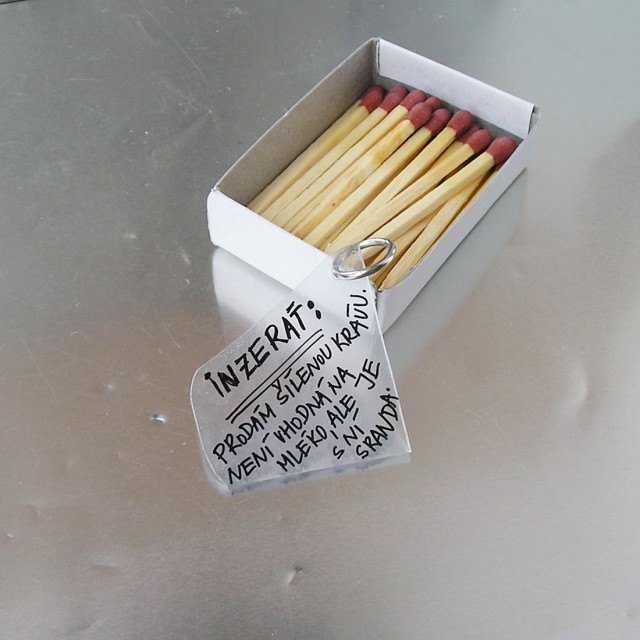 INZERÁT:
PRODÁM ŠÍLENOU KRÁVU.
NENÍ VHODNÁ NA
MLÉKO, ALE JE
S NÍ
SRANDA.